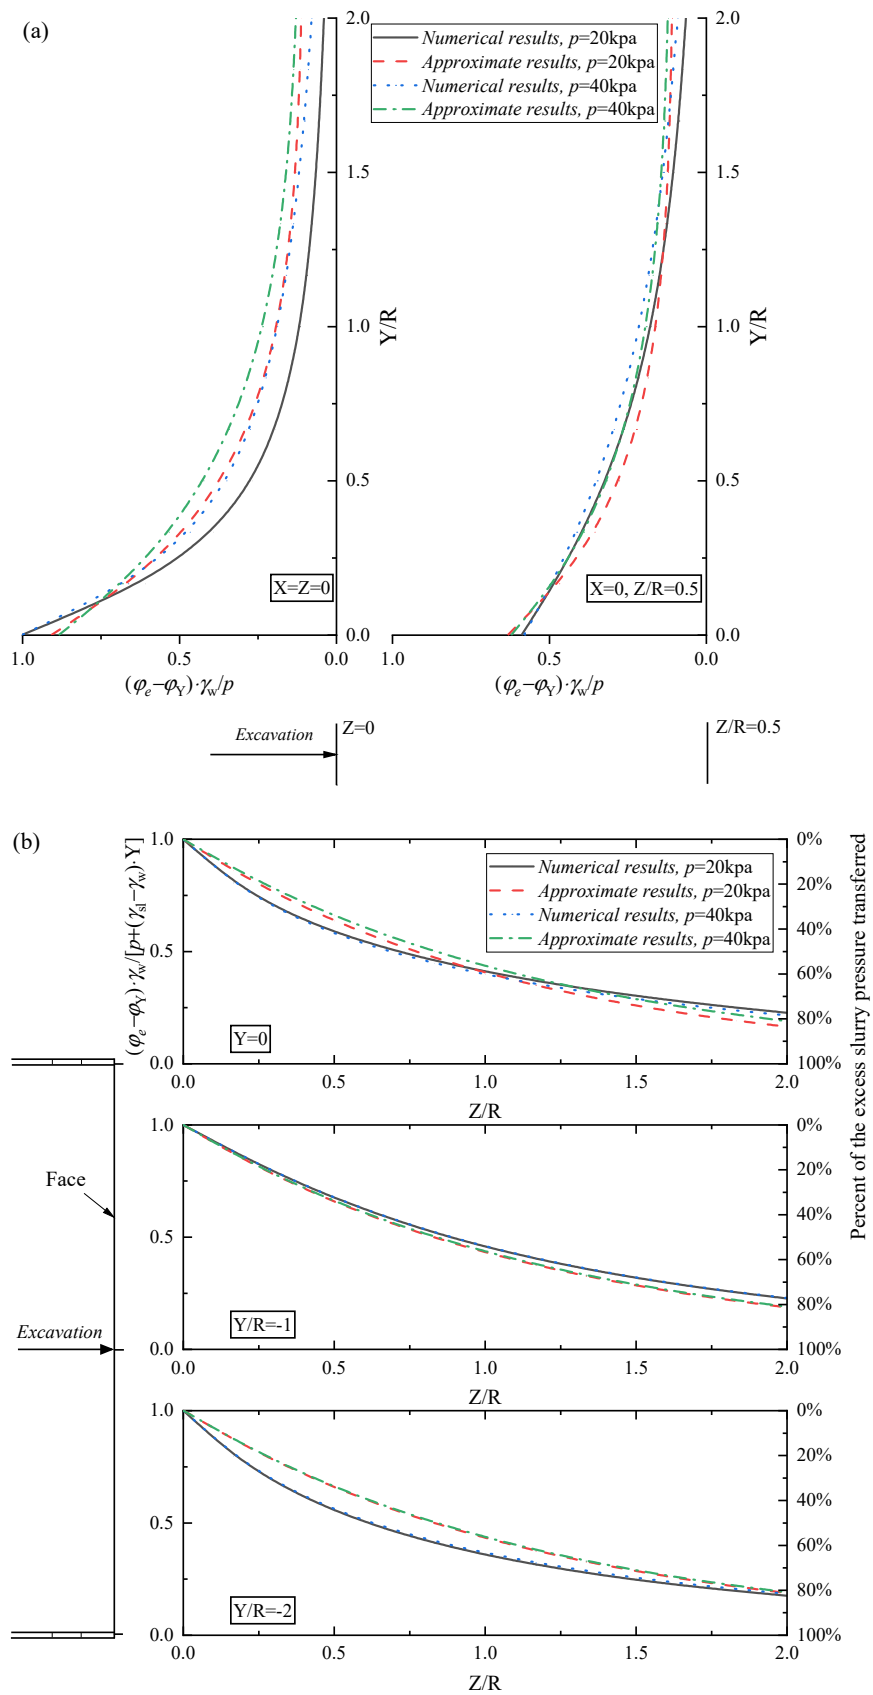 (a)
Numerical results, p=20kpa
Approximate results, p=20kpa
Numerical results, p=40kpa
Approximate results, p=40kpa
2.0
1.5
1.0
0.5
0.0
Y/R
X=Z=0
1.0
0.5
0.0
(φe−φY)·γw/p
2.0
1.5
1.0
0.5
0.0
Y/R
X=0, Z/R=0.5
1.0
0.5
0.0
(φe−φY)·γw/p
Excavation
Z=0
Z/R=0.5
(b)
(φe−φY)·γw/[p+(γsl−γw)·Y]
Percent of the excess slurry pressure transferred
Numerical results, p=20kpa
Approximate results, p=20kpa
Numerical results, p=40kpa
Approximate results, p=40kpa
1.0
0.5
0.0
0%
20%
40%
60%
80%
100%
Y=0
0.0
0.5
1.0
1.5
2.0
Z/R
Face
Excavation
1.0
0.5
0.0
0%
20%
40%
60%
80%
100%
Y/R=-1
0.0
0.5
1.0
1.5
2.0
Z/R
1.0
0.5
0.0
0%
20%
40%
60%
80%
100%
Y/R=-2
0.0
0.5
1.0
1.5
2.0
Z/R